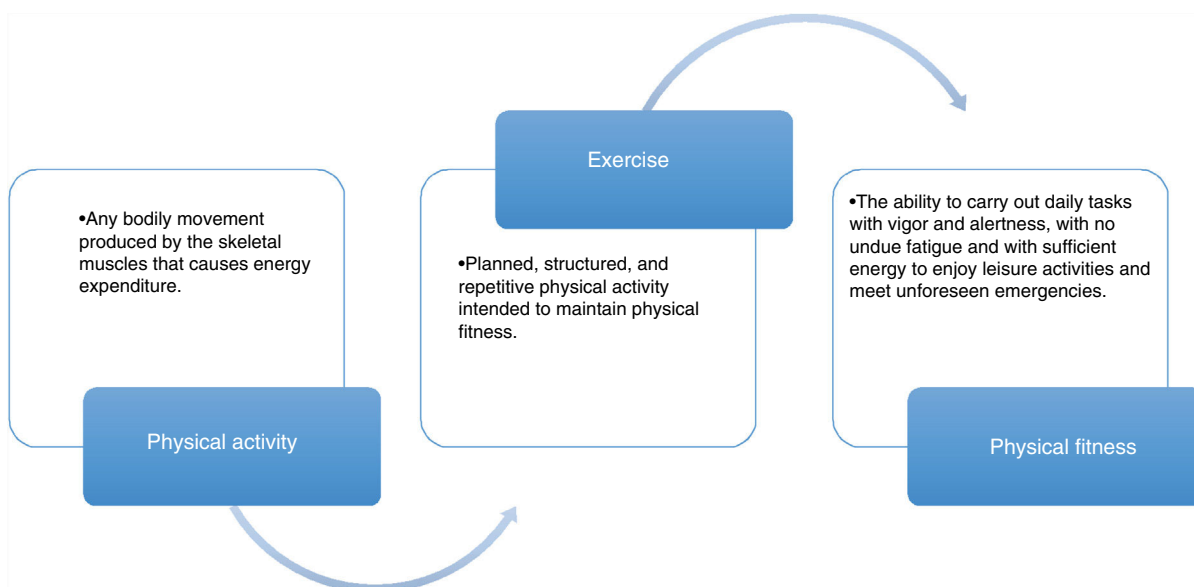 •Any bodily movement
produced by the skeletal
muscles that causes energy
expenditure.
Physical activity
Exercise
•Planned, structured, and
repetitive physical activity
intended to maintain physical
fitness.
•The ability to carry out daily tasks
with vigor and alertness, with no
undue fatigue and with sufficient
energy to enjoy leisure activities and
meet unforeseen emergencies.
Physical fitness